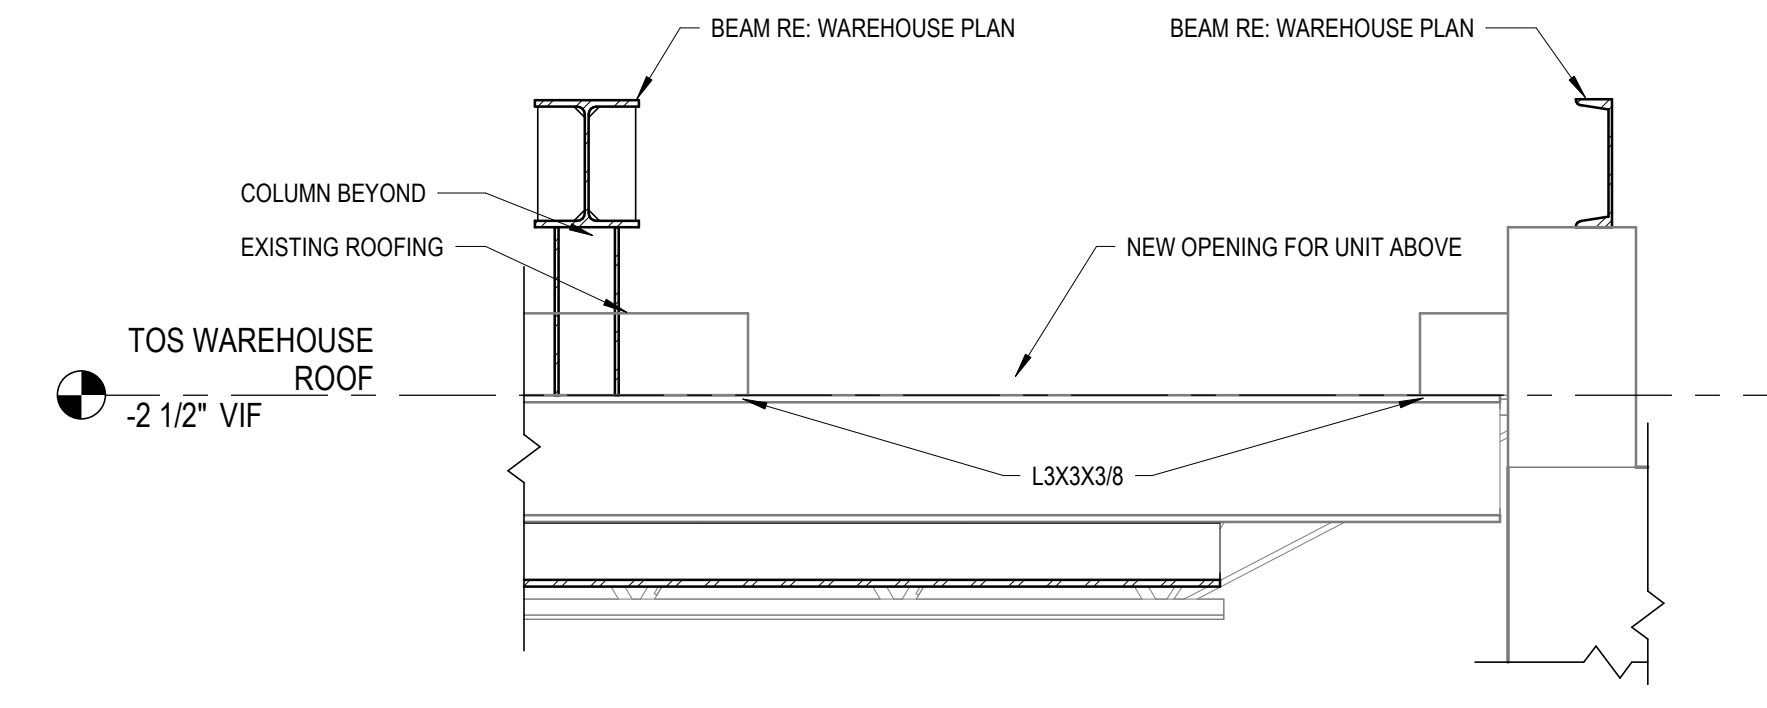 BEAM RE: WAREHOUSE PLAN
BEAM RE: WAREHOUSE PLAN
COLUMN BEYOND
EXISTING ROOFING
NEW OPENING FOR UNIT ABOVE
TOS WAREHOUSE
ROOF
-2 1/2" VIF
L3X3X3/8